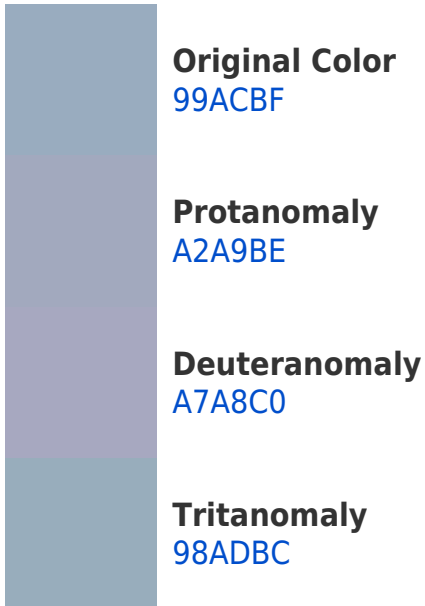 Original Color
99ACBF
Protanomaly
A2A9BE
Deuteranomaly
A7A8C0
Tritanomaly
98ADBC